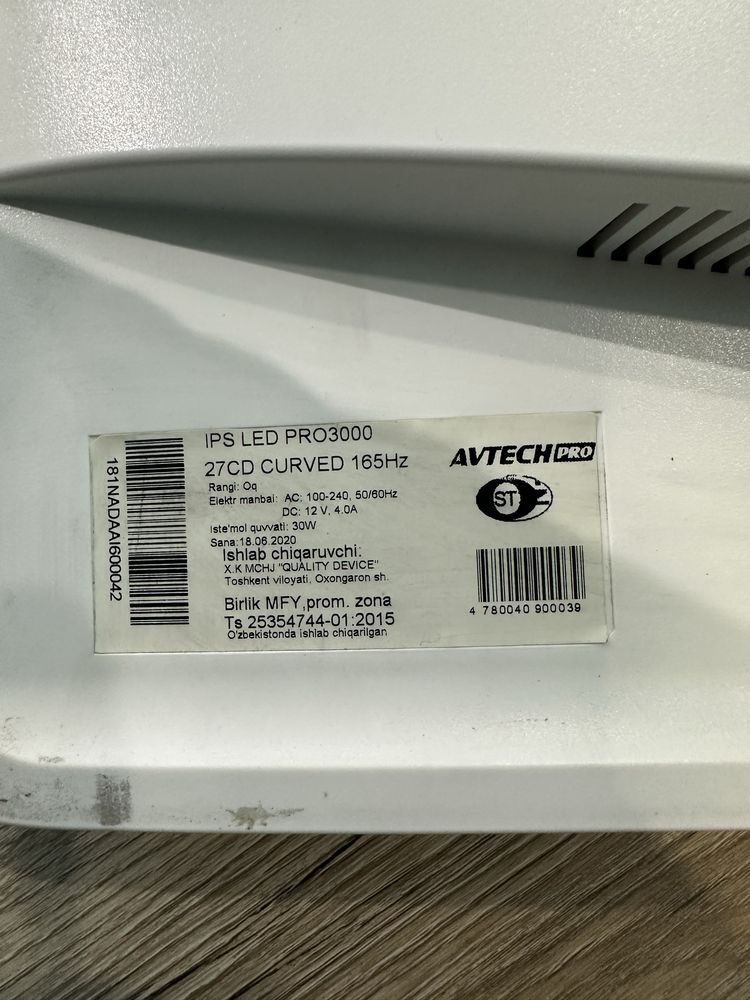 IPS LED PRO3000
27CD CURVED 165Hz
Rangi: Oq
Elektr manbai: AC: 100-240, 50/60Hz
DC: 12 V, 4.0A
Iste'mol quvvati: 30W
Sana:18.06.2020
Ishlab chiqaruvchi:
X.K MCHJ "QUALITY DEVICE"
Toshkent viloyati, Oxongaron sh.
Birlik MFY,prom. zona
Ts 25354744-01:2015
O'zbekistonda ishlab chiqarilgan
181NADAAI600042
AVTECH PRO
ST
4 780040 900039